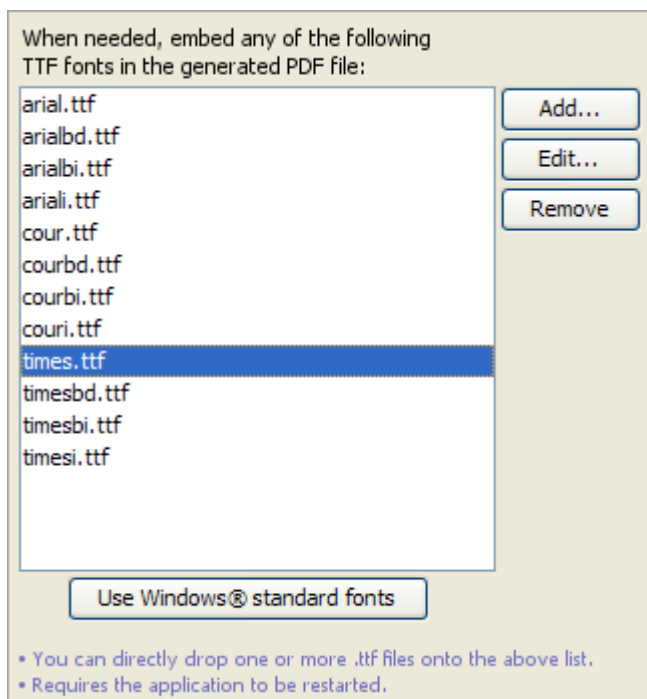 When needed, embed any of the following
TTF fonts in the generated PDF file:
arial.ttf
arialbd.ttf
arialbi.ttf
ariali.ttf
cour.ttf
courbd.ttf
courbi.ttf
couri.ttf
times.ttf
timesbd.ttf
timesbi.ttf
timesi.ttf
Add...
Edit...
Remove
Use Windows® standard fonts
• You can directly drop one or more .ttf files onto the above list.
• Requires the application to be restarted.